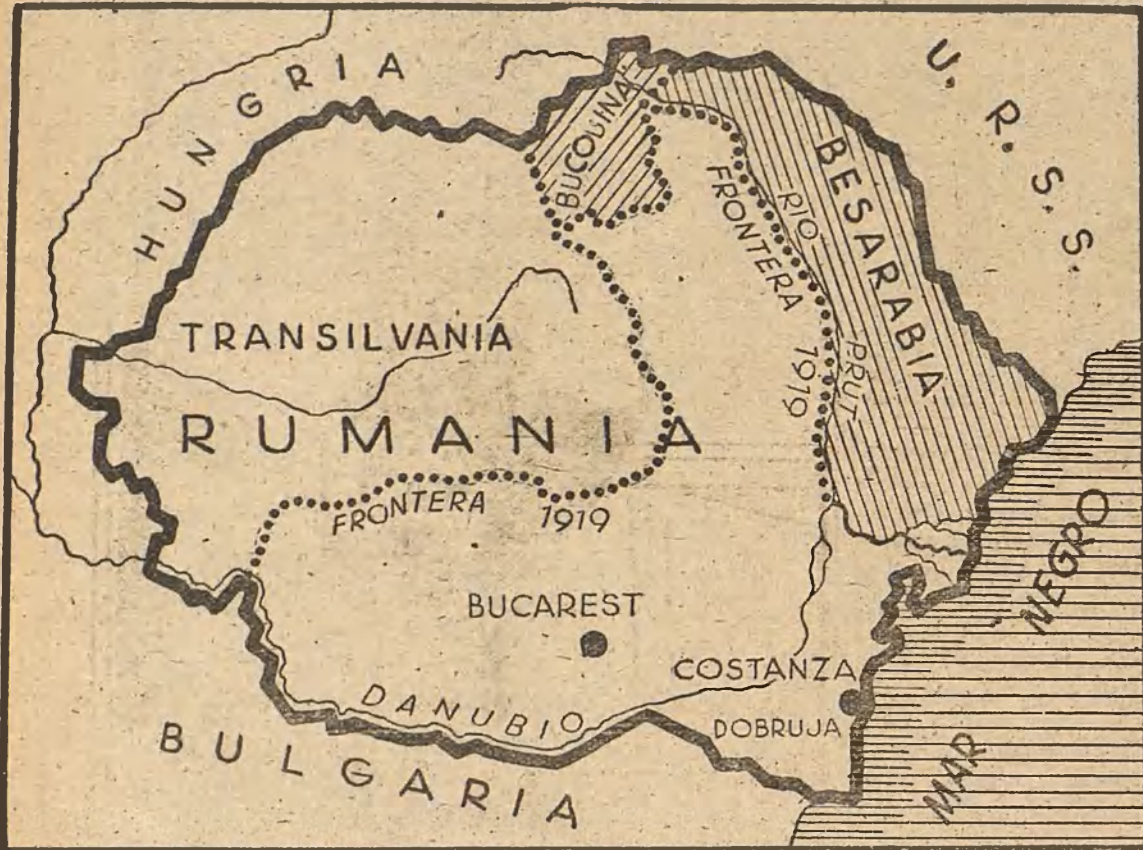 HUNGRIA
U. R. S. S.
BUCOVINA
BESARABIA
RIO PRUT
FRONTERA 1919
TRANSILVANIA
RUMANIA
FRONTERA 1919
BUCAREST
COSTANZA
DANUBIO
DOBRUJA
BULGARIA
MAR NEGRO